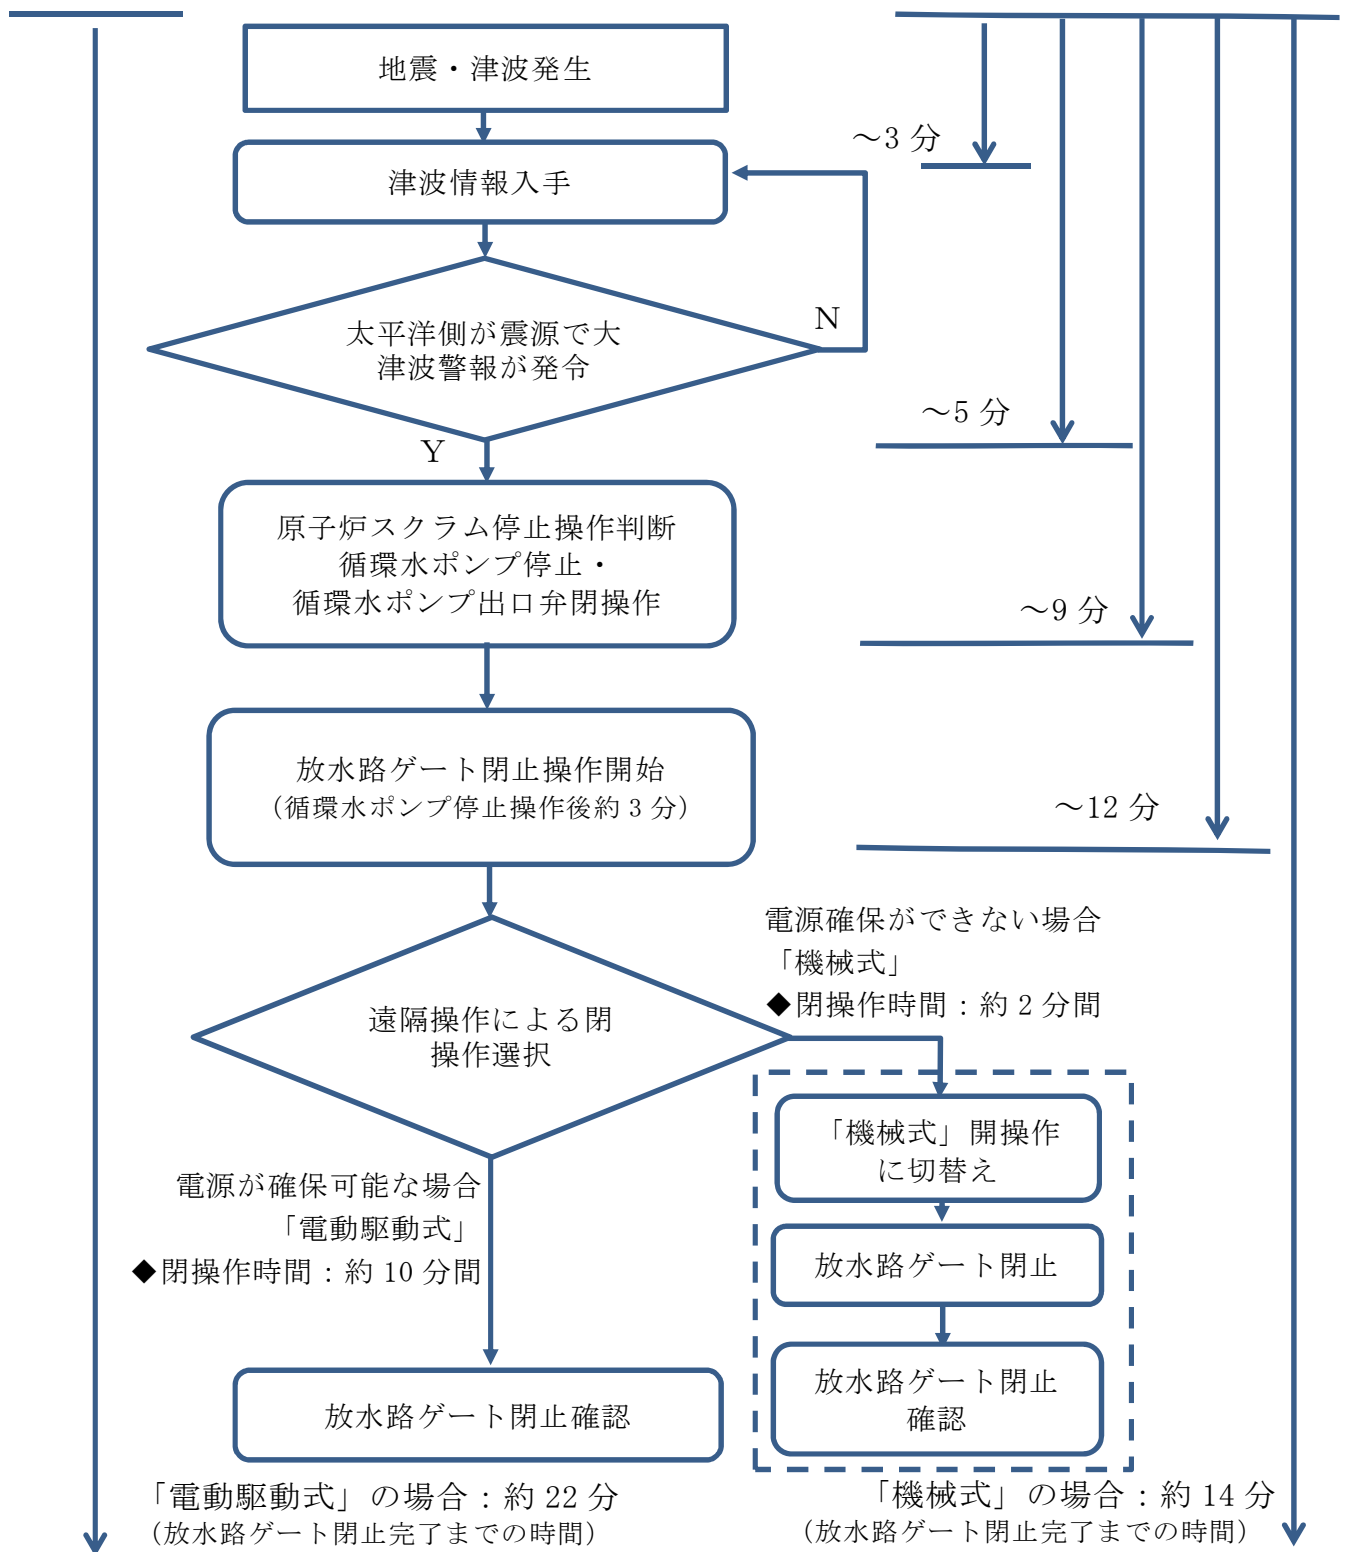 地震・津波発生
～3 分
津波情報入手
N
太平洋側が震源で大
津波警報が発令
～5 分
Y
原子炉スクラム停止操作判断
循環水ポンプ停止・
循環水ポンプ出口弁閉操作
～9 分
放水路ゲート閉止操作開始
（循環水ポンプ停止操作後約 3 分）
～12 分
電源確保ができない場合
「機械式」
◆閉操作時間：約 2 分間
遠隔操作による閉
操作選択
「機械式」開操作
に切替え
電源が確保可能な場合
「電動駆動式」
◆閉操作時間：約 10 分間
放水路ゲート閉止
放水路ゲート閉止
確認
放水路ゲート閉止確認
「電動駆動式」の場合：約 22 分
（放水路ゲート閉止完了までの時間）
「機械式」の場合：約 14 分
（放水路ゲート閉止完了までの時間）